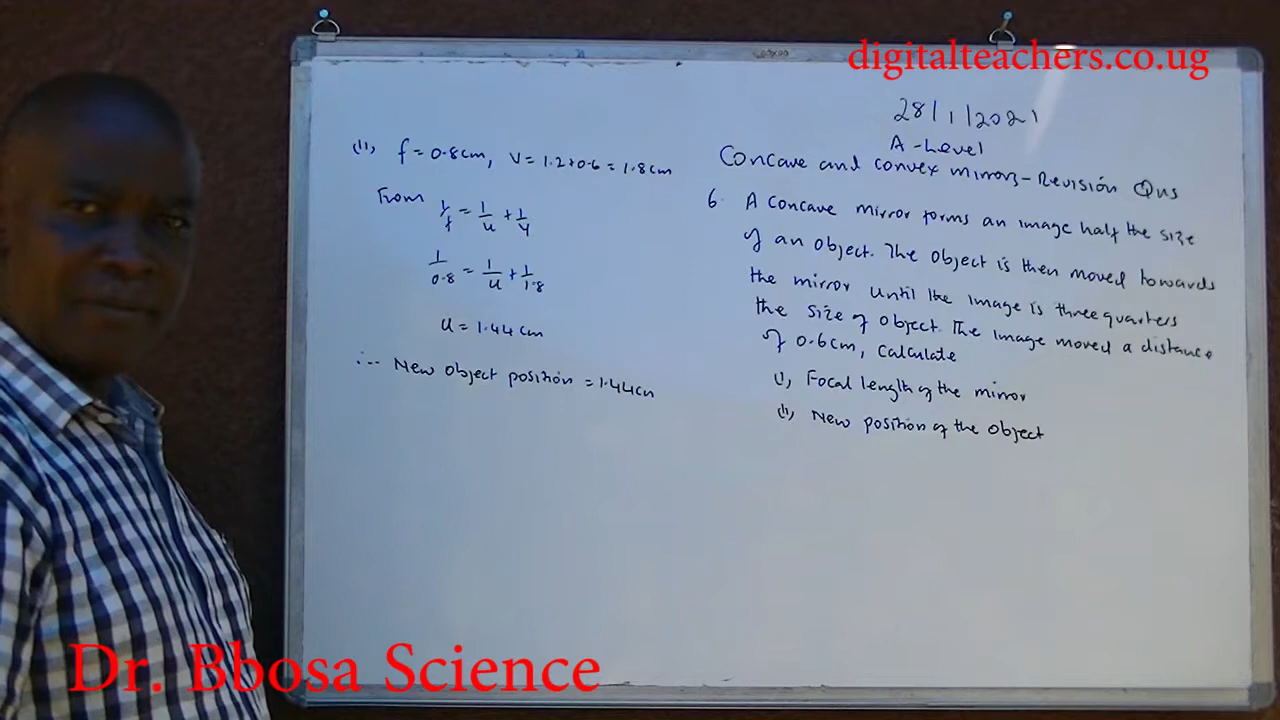 digitalteachers.co.ug
28/1/2021
A-Level
Concave and convex mirrors - Revision Qns
6. A concave mirror forms an image half the size
of an object. The object is then moved towards
the mirror until the image is three quarters
the size of object. The image moved a distance
of 0.6cm, calculate
(i), Focal length of the mirror
(ii), New position of the object
(ii), f = 0.8cm, V = 1.2+0.6 = 1.8cm
From 1/f = 1/u + 1/v
1/0.8 = 1/u + 1/1.8
u = 1.44cm
∴ New object position = 1.44cm
Dr. Bbosa Science